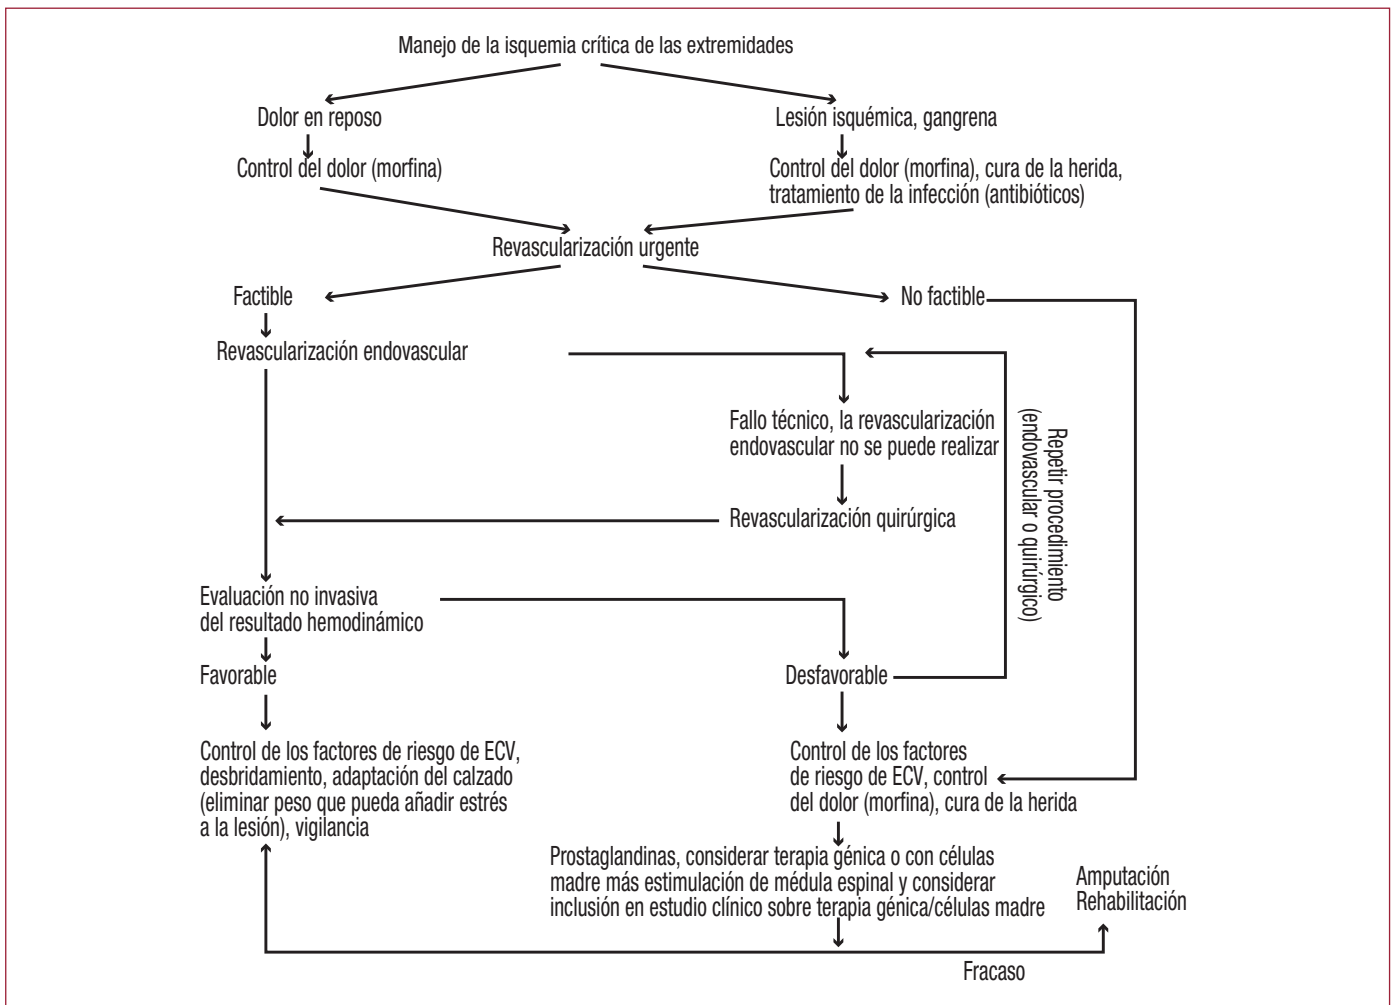 Manejo de la isquemia crítica de las extremidades
Dolor en reposo
Lesión isquémica, gangrena
Control del dolor (morfina)
Control del dolor (morfina), cura de la herida,
tratamiento de la infección (antibióticos)
Revascularización urgente
Factible
No factible
Revascularización endovascular
Fallo técnico, la revascularización
endovascular no se puede realizar
Repetir procedimiento
(endovascular o quirúrgico)
Revascularización quirúrgica
Evaluación no invasiva
del resultado hemodinámico
Favorable
Desfavorable
Control de los factores de riesgo de ECV,
desbridamiento, adaptación del calzado
(eliminar peso que pueda añadir estrés
a la lesión), vigilancia
Control de los factores
de riesgo de ECV, control
del dolor (morfina), cura de la herida
Prostaglandinas, considerar terapia génica o con células
madre más estimulación de médula espinal y considerar
inclusión en estudio clínico sobre terapia génica/células madre
Amputación
Rehabilitación
Fracaso